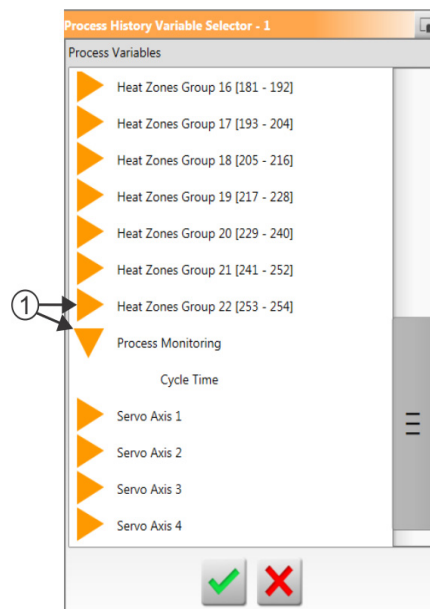 Process History Variable Selector - 1
Process Variables
Heat Zones Group 16 [181 - 192]
Heat Zones Group 17 [193 - 204]
Heat Zones Group 18 [205 - 216]
Heat Zones Group 19 [217 - 228]
Heat Zones Group 20 [229 - 240]
Heat Zones Group 21 [241 - 252]
1
Heat Zones Group 22 [253 - 254]
Process Monitoring
Cycle Time
Servo Axis 1
Servo Axis 2
Servo Axis 3
Servo Axis 4